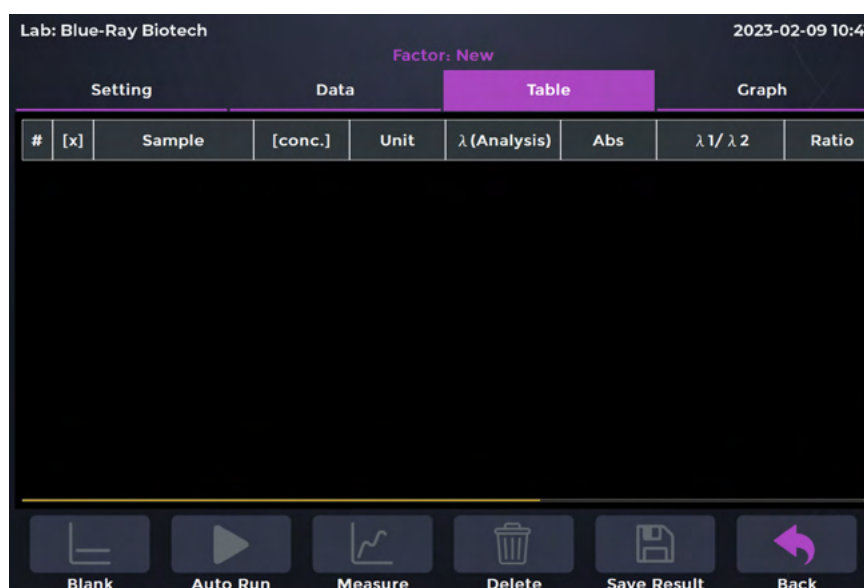 Lab: Blue-Ray Biotech 2023-02-09 10:4
Factor: New
Setting Data Table Graph
# [x] Sample [conc.] Unit λ(Analysis) Abs λ1/λ2 Ratio
Blank Auto Run Measure Delete Save Result Back